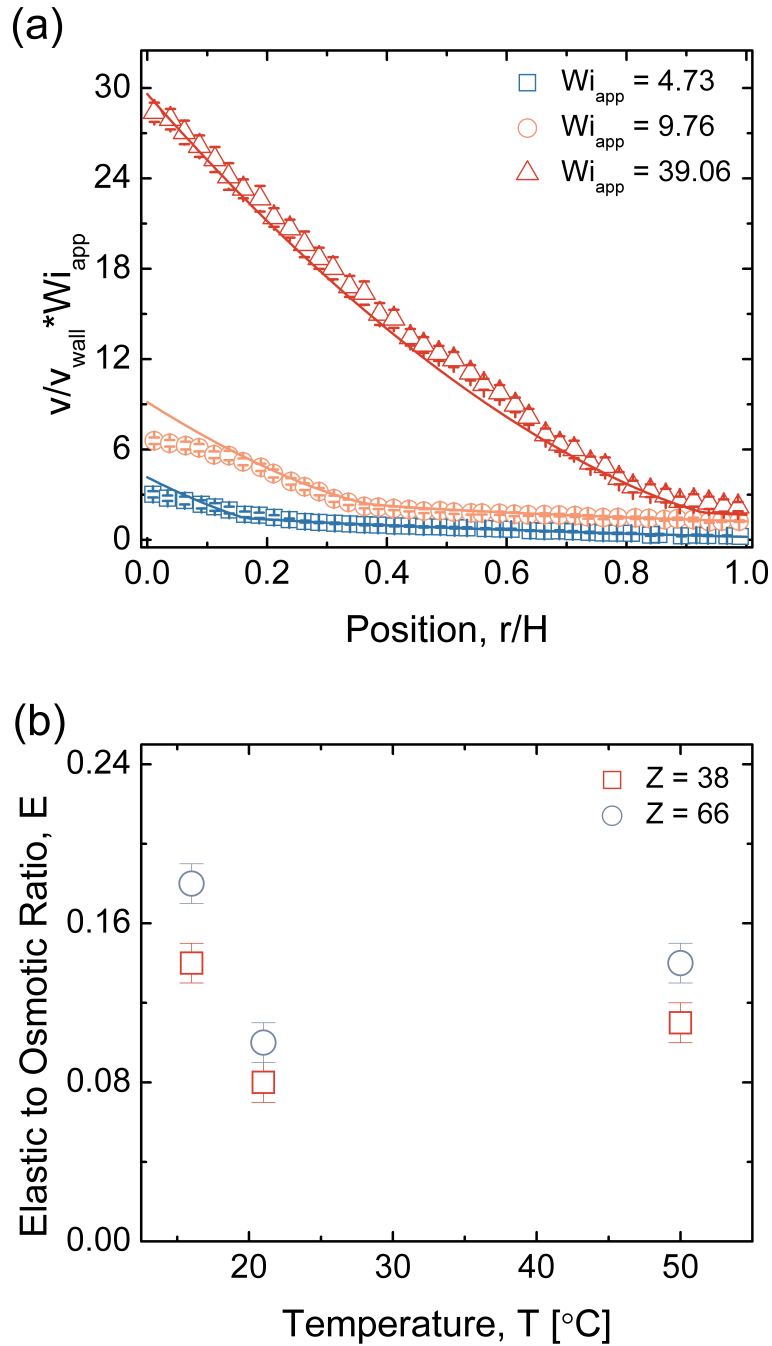 (a)
v/v_wall*Wi_app
30
24
18
12
6
0
Wi_app = 4.73
Wi_app = 9.76
Wi_app = 39.06
0.0 0.2 0.4 0.6 0.8 1.0
Position, r/H
(b)
Elastic to Osmotic Ratio, E
0.24
0.16
0.08
0.00
Z = 38
Z = 66
20 30 40 50
Temperature, T [°C]